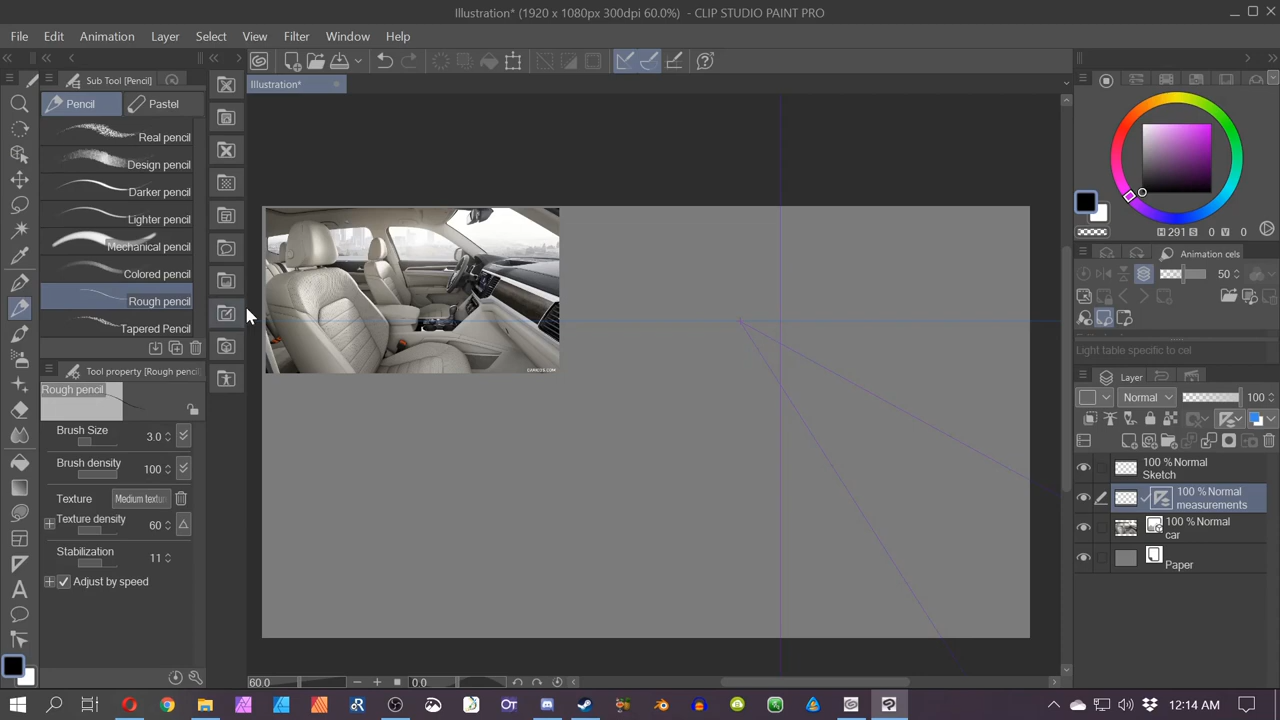 Illustration* (1920 x 1080px 300dpi 60.0%) - CLIP STUDIO PAINT PRO
File Edit Animation Layer Select View Filter Window Help
Sub Tool [Pencil]
Illustration*
Pencil Pastel
Real pencil
Design pencil
Darker pencil
Lighter pencil
Mechanical pencil
Colored pencil
Rough pencil
Tapered Pencil
Tool property [Rough pencil]
Rough pencil
Brush Size 3.0
Brush density 100
Texture Medium textur
Texture density 60
Stabilization 11
Adjust by speed
60.0 0.0
H 291 S 0 V 0
Animation cels
50
Light table specific to cel
Layer
Normal 100
100 % Normal
Sketch
100 % Normal
measurements
100 % Normal
car
Paper
A
12:14 AM